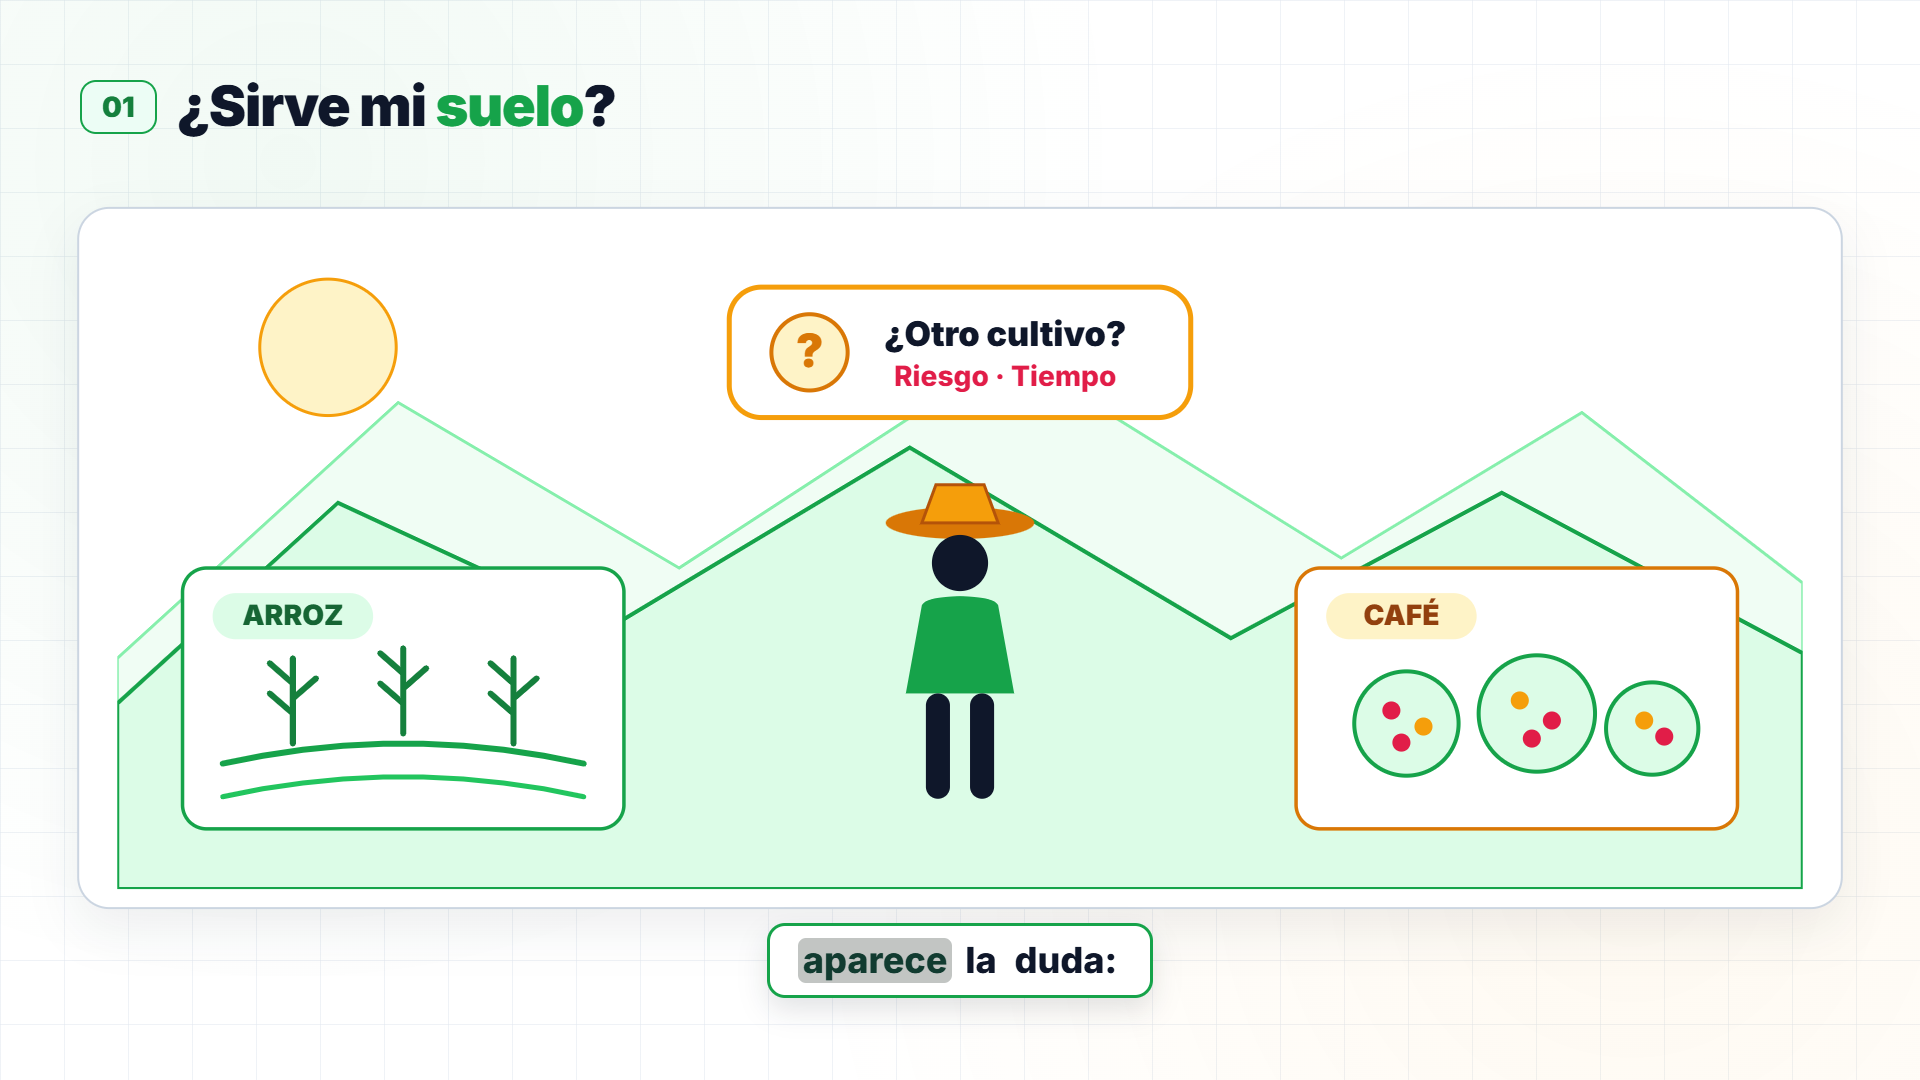 01
¿Sirve mi suelo?
?
¿Otro cultivo?
Riesgo · Tiempo
ARROZ
CAFÉ
aparece la duda: